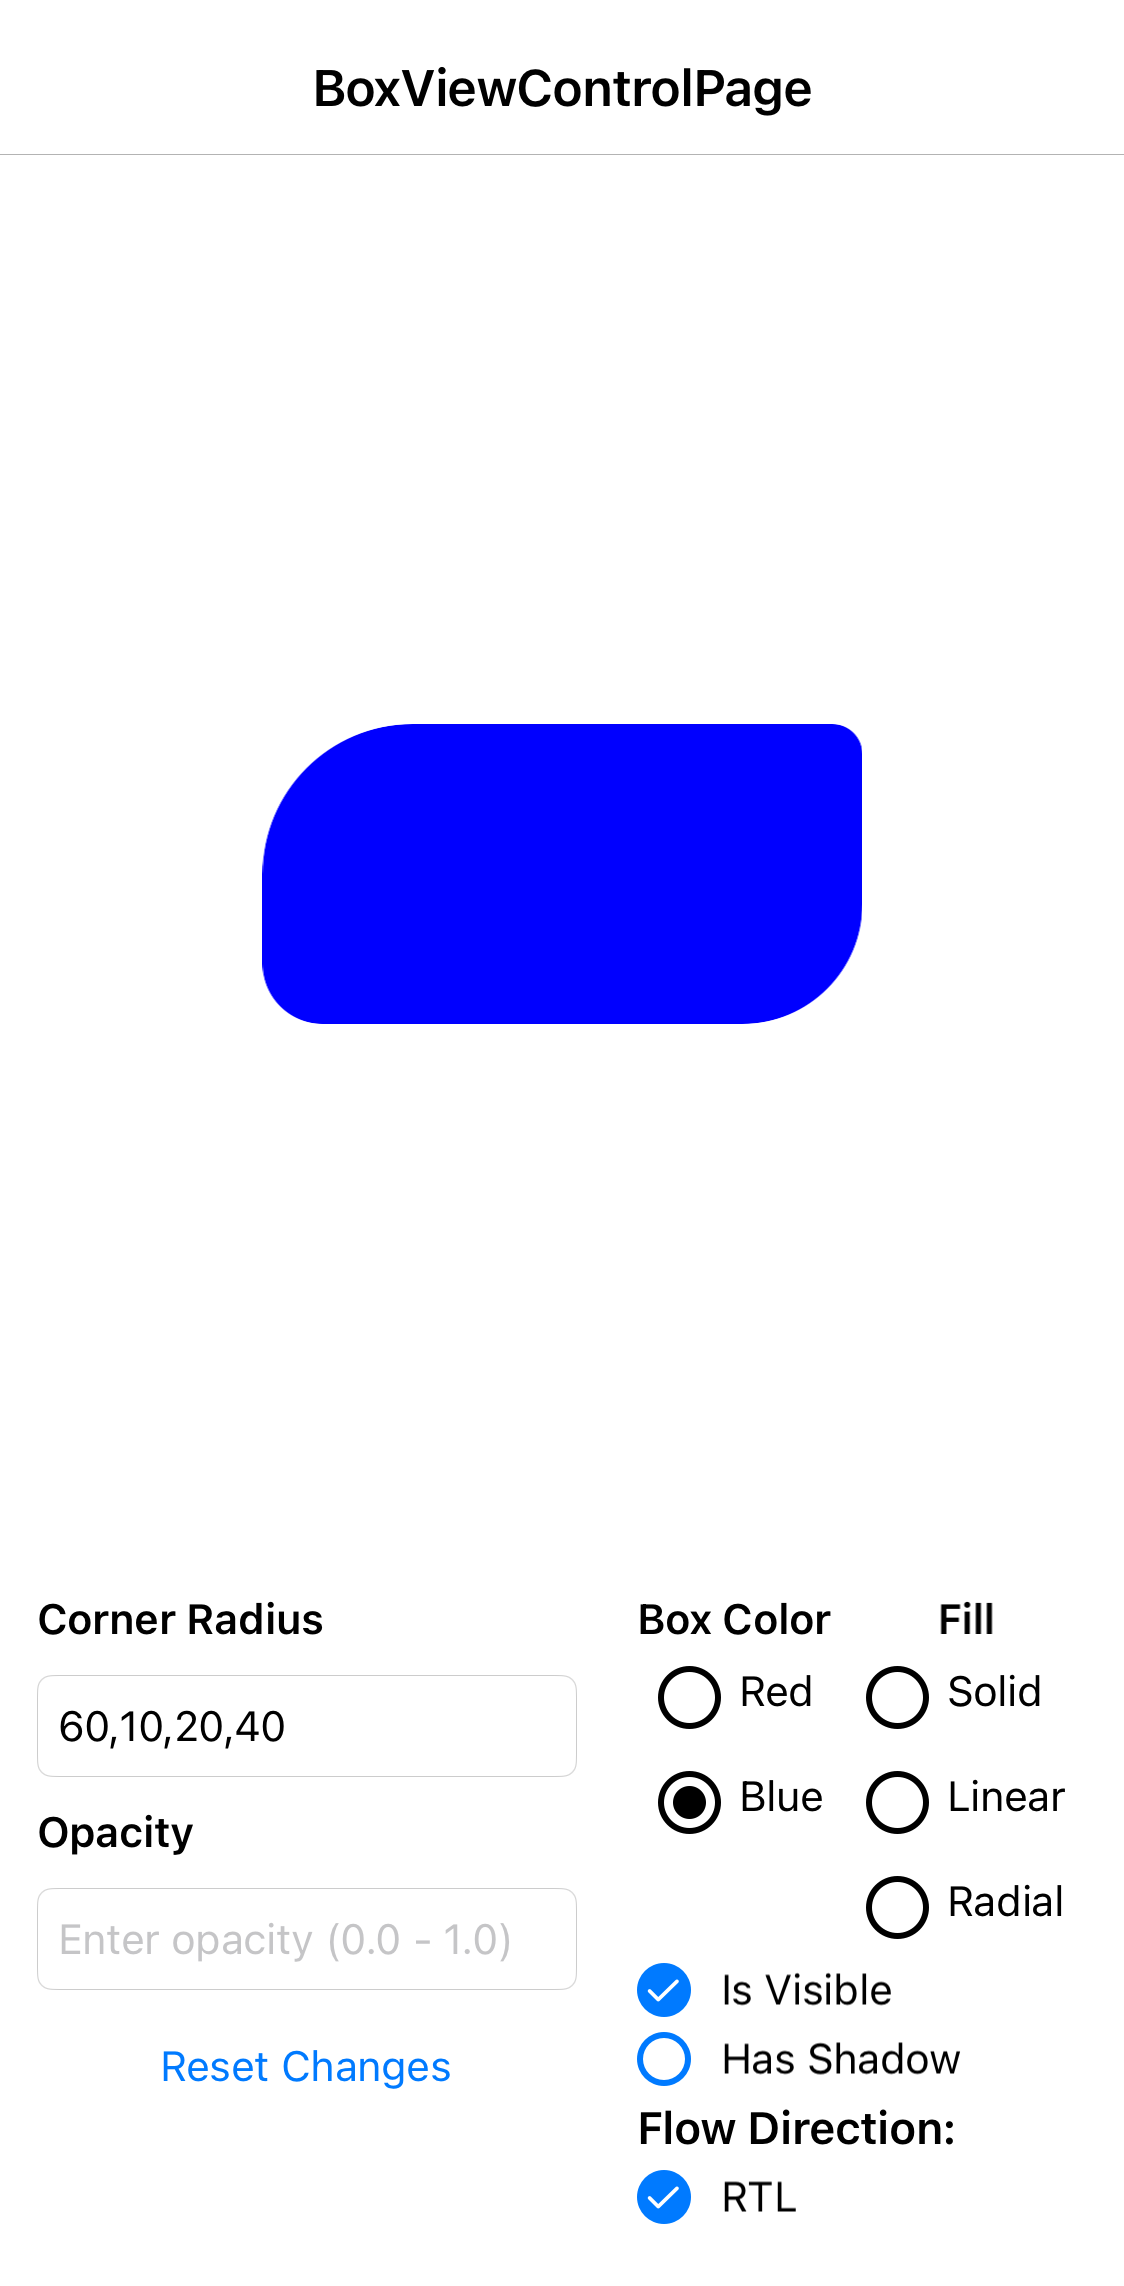 BoxViewControlPage
Corner Radius
60,10,20,40
Opacity
Enter opacity (0.0 - 1.0)
Reset Changes
Box Color
Red
Blue
Fill
Solid
Linear
Radial
Is Visible
Has Shadow
Flow Direction:
RTL